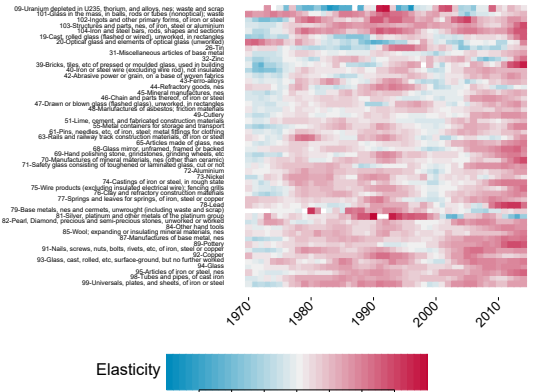 09-Uranium depleted in U235, thorium, and alloys, nes; waste and scrap
101-Glass in the mass, in balls, rods or tubes (nonoptical); waste
102-Ingots and other primary forms, of iron or steel
103-Structures and parts, nes, of iron, steel or aluminium
104-Iron and steel bars, rods, shapes and sections
19-Cast, rolled glass (flashed or wired), unworked, in rectangles
20-Optical glass and elements of optical glass (unworked)
26-Tin
31-Miscellaneous articles of base metal
32-Zinc
39-Bricks, tiles, etc of pressed or moulded glass, used in building
40-Iron or steel wire (excluding wire rod), not insulated
42-Abrasive power or grain, on a base of woven fabrics
43-Ferro-alloys
44-Refractory goods, nes
45-Mineral manufactures, nes
46-Chain and parts thereof, of iron or steel
47-Drawn or blown glass (flashed glass), unworked, in rectangles
48-Manufactures of asbestos; friction materials
49-Cutlery
51-Lime, cement, and fabricated construction materials
55-Metal containers for storage and transport
61-Pins, needles, etc, of iron, steel; metal fittings for clothing
63-Rails and railway track construction materials, of iron or steel
65-Articles made of glass, nes
68-Glass mirror, unframed, framed or backed
69-Hand polishing stone, grindstones, grinding wheels, etc
70-Manufactures of mineral materials, nes (other than ceramic)
71-Safety glass consisting of toughened or laminated glass, cut or not
72-Aluminium
73-Nickel
74-Castings of iron or steel, in rough state
75-Wire products (excluding insulated electrical wire); fencing grills
76-Clay and refractory construction materials
77-Springs and leaves for springs, of iron, steel or copper
78-Lead
79-Base metals, nes and cermets, unwrought (including waste and scrap)
81-Silver, platinum and other metals of the platinum group
82-Pearl, Diamond, precious and semi-precious stones, unworked or worked
84-Other hand tools
85-Wool; expanding or insulating mineral materials, nes
87-Manufactures of base metal, nes
89-Pottery
91-Nails, screws, nuts, bolts, rivets, etc, of iron, steel or copper
92-Copper
93-Glass, cast, rolled, etc, surface-ground, but no further worked
94-Glass
95-Articles of iron or steel, nes
98-Tubes and pipes, of cast iron
99-Universals, plates, and sheets, of iron or steel
1970
1980
1990
2000
2010
Elasticity